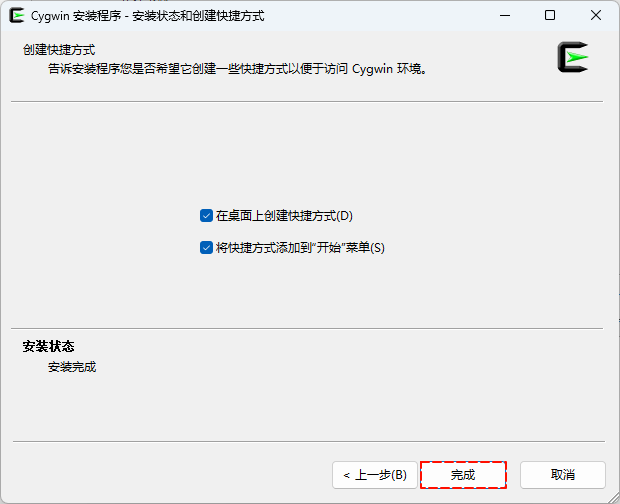 Cygwin 安装程序 - 安装状态和创建快捷方式
创建快捷方式
告诉安装程序您是否希望它创建一些快捷方式以便于访问 Cygwin 环境。
在桌面上创建快捷方式(D)
将快捷方式添加到“开始”菜单(S)
安装状态
安装完成
< 上一步(B)
完成
取消